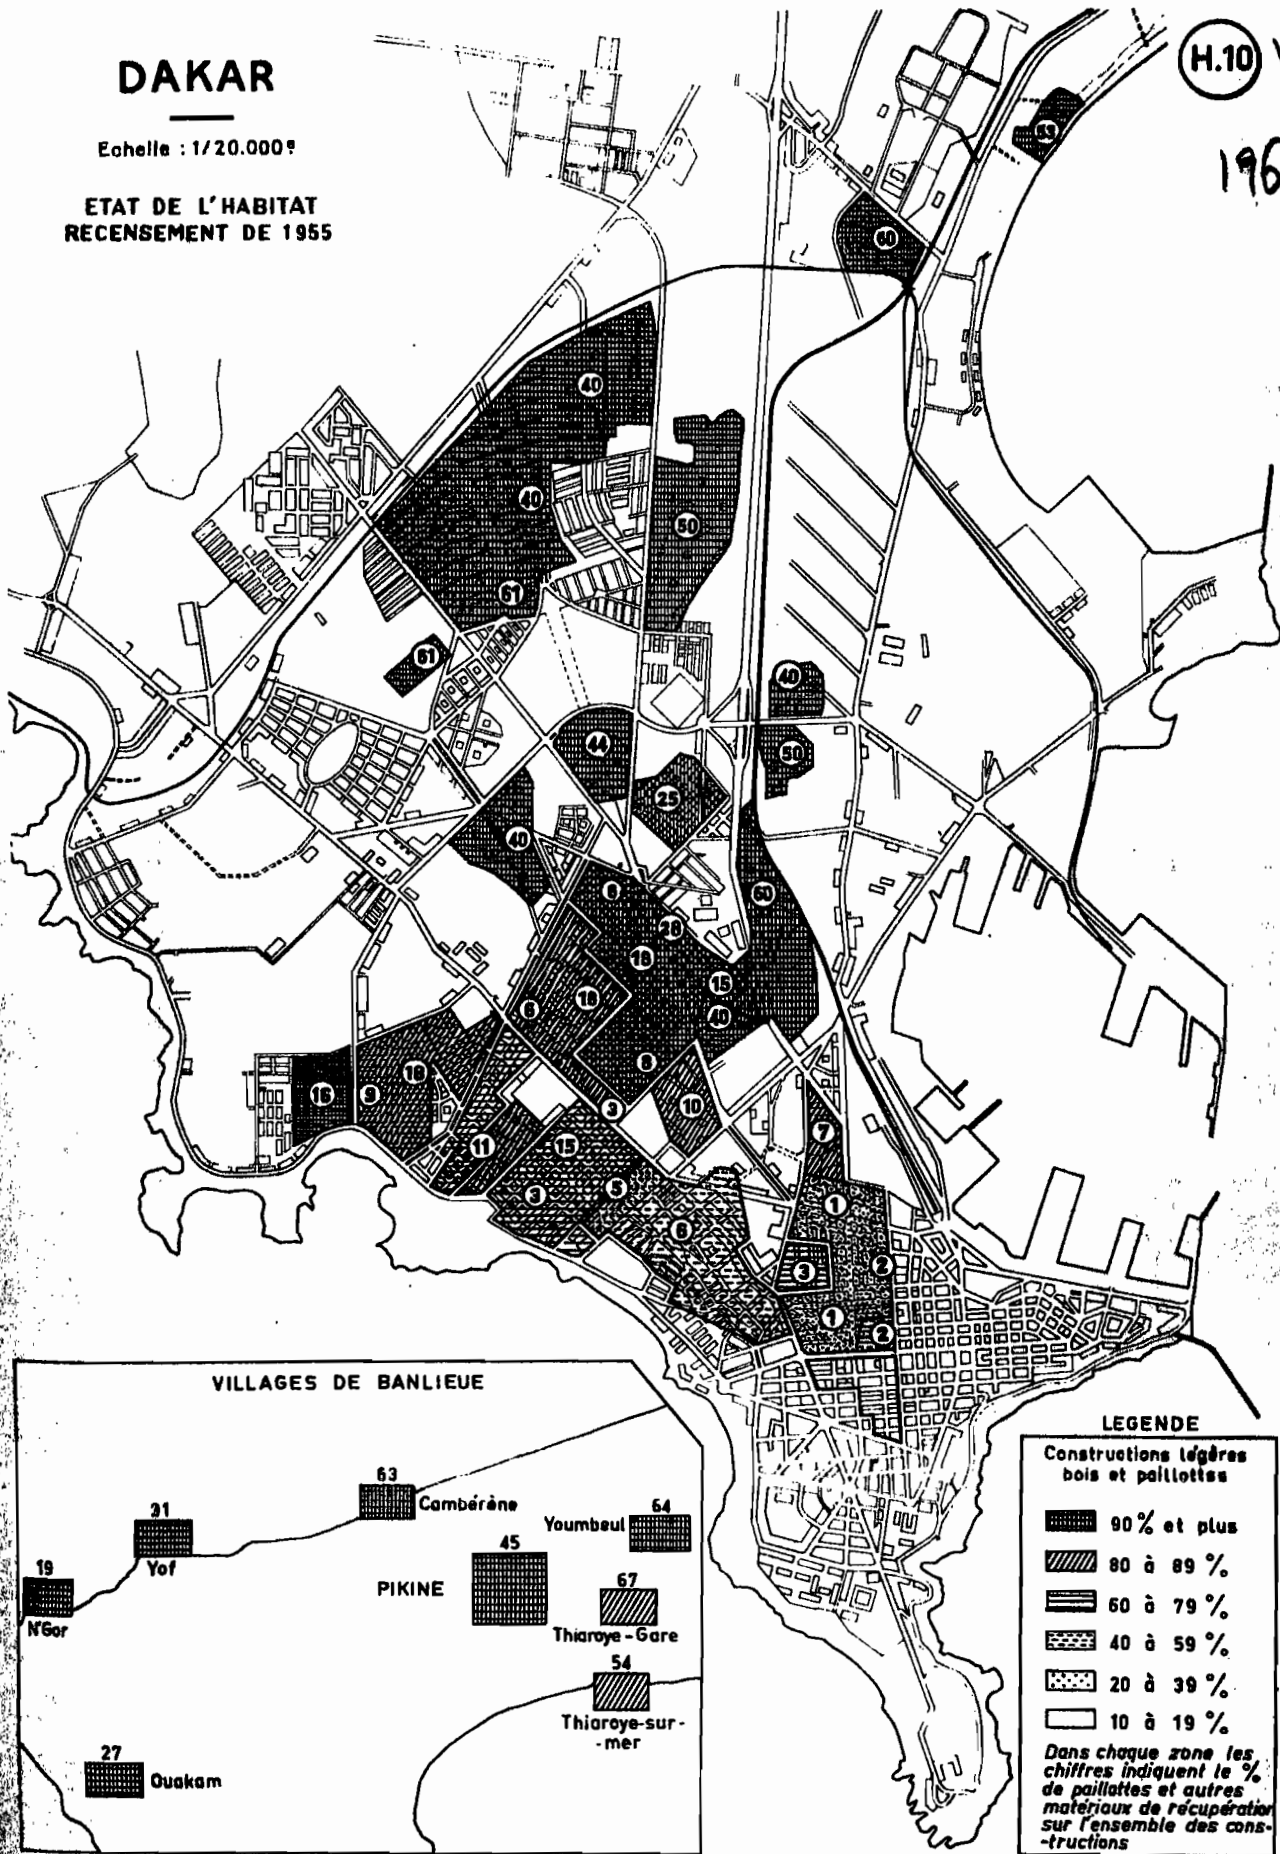 DAKAR
Echelle : 1/20.000e
ETAT DE L'HABITAT
RECENSEMENT DE 1955
H.10
196
53
60
40
40
50
61
61
40
44
50
25
40
60
8
28
18
15
40
18
6
8
16
9
18
3
10
11
15
7
3
5
1
6
2
3
1
2
VILLAGES DE BANLIEUE
63
Cambérène
21
Yof
19
N'Gor
45
PIKINE
Youmbeul
64
67
Thiaroye-Gare
54
Thiaroye-sur-
-mer
27
Ouakam
LEGENDE
Constructions légères
bois et paillottes
90 % et plus
80 à 89 %
60 à 79 %
40 à 59 %
20 à 39 %
10 à 19 %
Dans chaque zone les
chiffres indiquent le %
de paillottes et autres
matériaux de récupération
sur l'ensemble des cons-
-tructions